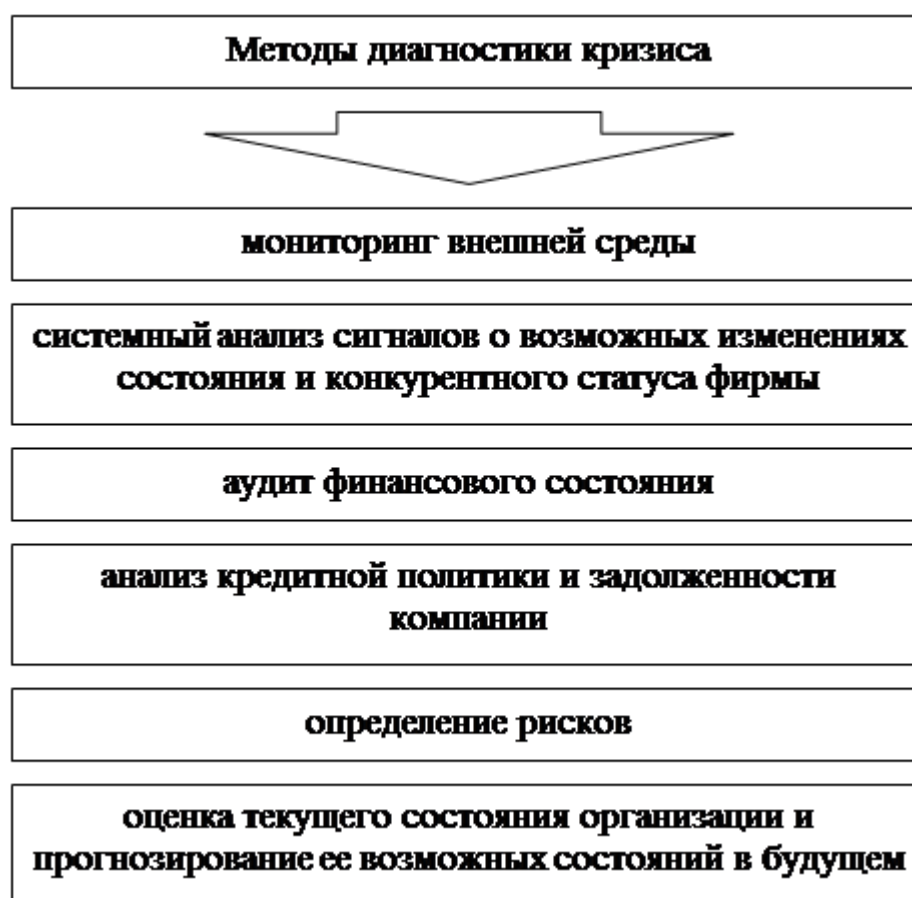 Методы диагностики кризиса
мониторинг внешней среды
системный анализ сигналов о возможных изменениях
состояния и конкурентного статуса фирмы
аудит финансового состояния
анализ кредитной политики и задолженности
компании
определение рисков
оценка текущего состояния организации и
прогнозирование ее возможных состояний в будущем